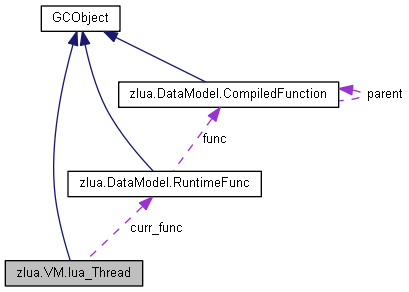 GCObject
zlua.DataModel.CompiledFunction
parent
func
zlua.DataModel.RuntimeFunc
curr_func
zlua.VM.lua_Thread